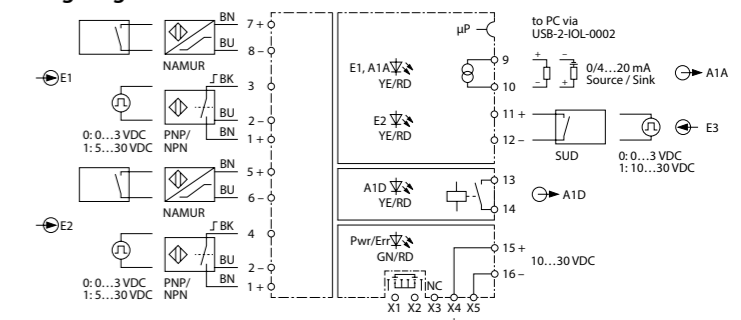 BN
7 +
BU
8 –
NAMUR
E1
BK
3
BU
2 –
BN
1 +
0: 0…3 VDC
1: 5…30 VDC
PNP/
NPN
BN
5 +
BU
6 –
NAMUR
E2
BK
4
BU
2 –
BN
1 +
0: 0…3 VDC
1: 5…30 VDC
PNP/
NPN
µP
to PC via
USB-2-IOL-0002
E1, A1A
YE/RD
9
10
+
–
–
+
0/4…20 mA
Source / Sink
A1A
E2
YE/RD
11 +
12 –
SUD
E3
0: 0…3 VDC
1: 10…30 VDC
A1D
YE/RD
13
14
A1D
Pwr/Err
GN/RD
15 +
16 –
10…30 VDC
NC
X1 X2 X3 X4 X5